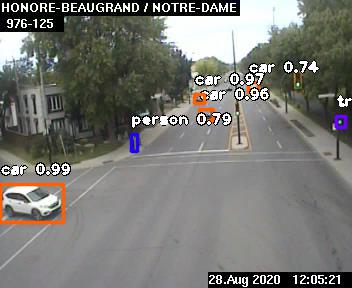 HONORE-BEAUGRAND / NOTRE-DAME
976-125
car 0.74
car 0.97
car 0.96
tr
person 0.79
car 0.99
28.Aug 2020 12:05:21